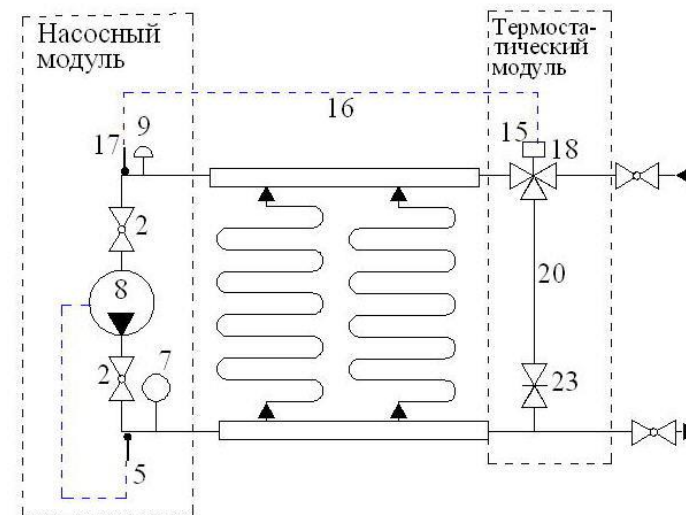 Насосный
модуль
Термоста-
тический
модуль
16
9
15
17
18
2
8
20
7
2
23
5